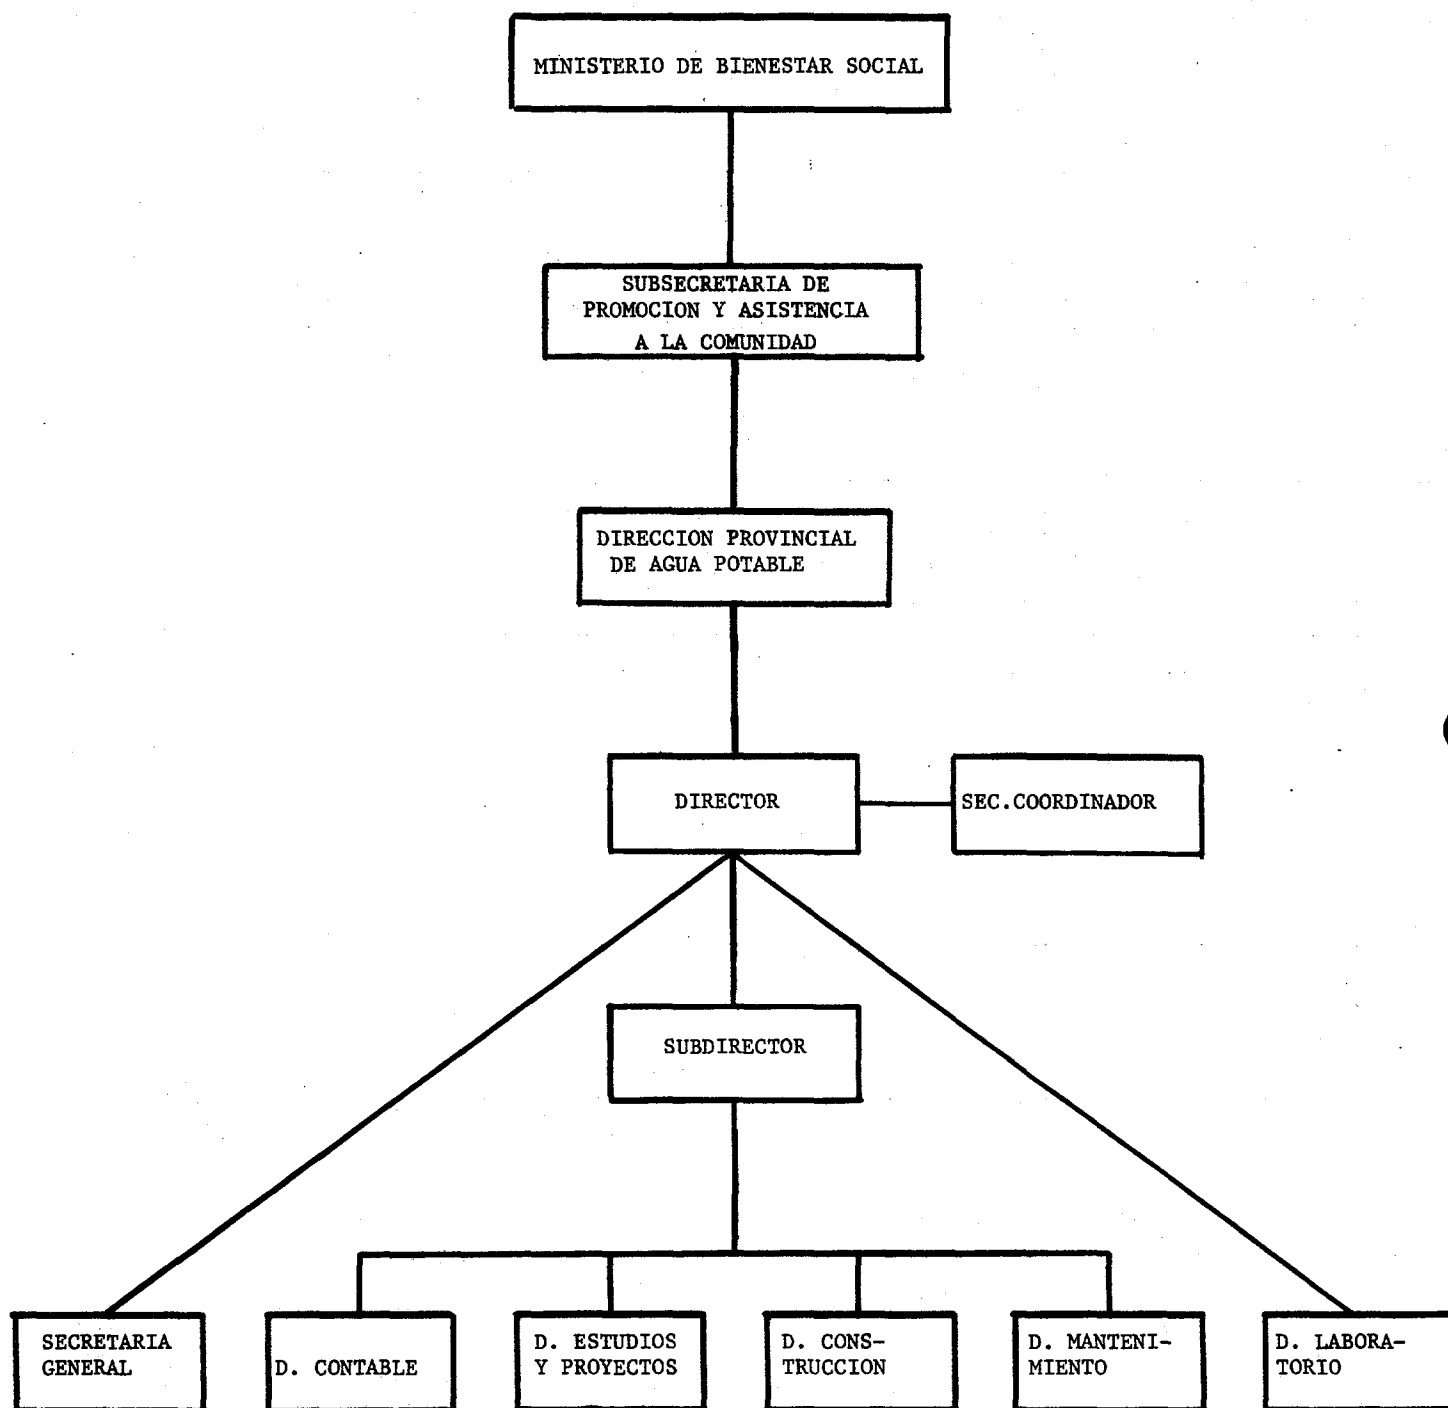 MINISTERIO DE BIENESTAR SOCIAL
SUBSECRETARIA DE
PROMOCION Y ASISTENCIA
A LA COMUNIDAD
DIRECCION PROVINCIAL
DE AGUA POTABLE
DIRECTOR
SEC.COORDINADOR
SUBDIRECTOR
SECRETARIA
GENERAL
D. CONTABLE
D. ESTUDIOS
Y PROYECTOS
D. CONS-
TRUCCION
D. MANTENI-
MIENTO
D. LABORA-
TORIO